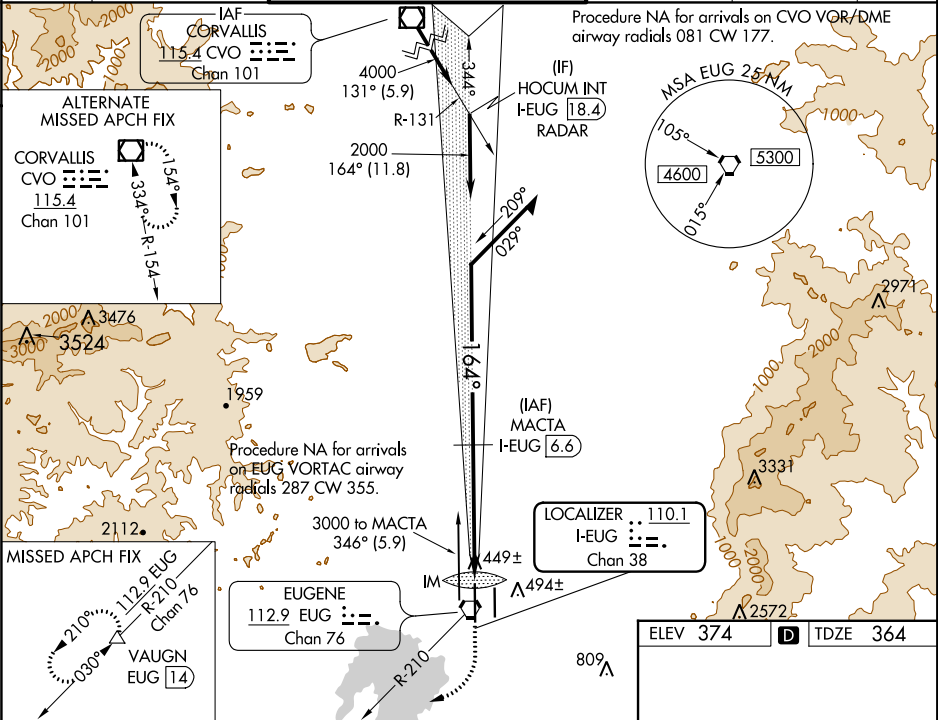 IAF
CORVALLIS
115.4 CVO
Chan 101
Procedure NA for arrivals on CVO VOR/DME
airway radials 081 CW 177.
4000
131° (5.9)
R-131
344°
(IF)
HOCUM INT
I-EUG 18.4
RADAR
2000
164° (11.8)
209°
029°
MSA EUG 25 NM
105°
5300
4600
015°
1000
2000
1000
ALTERNATE
MISSED APCH FIX
CORVALLIS
CVO
115.4
Chan 101
154°
334°
R-154
2000
3476
3000
3524
1959
164°
(IAF)
MACTA
I-EUG 6.6
Procedure NA for arrivals
on EUG VORTAC airway
radials 287 CW 355.
2971
2000
1000
3331
2112
3000 to MACTA
346° (5.9)
LOCALIZER 110.1
I-EUG
Chan 38
449±
IM
494±
1000
2000
2572
MISSED APCH FIX
112.9 EUG
R-210
Chan 76
210°
030°
VAUGN
EUG 14
EUGENE
112.9 EUG
Chan 76
R-210
809
ELEV 374 D TDZE 364